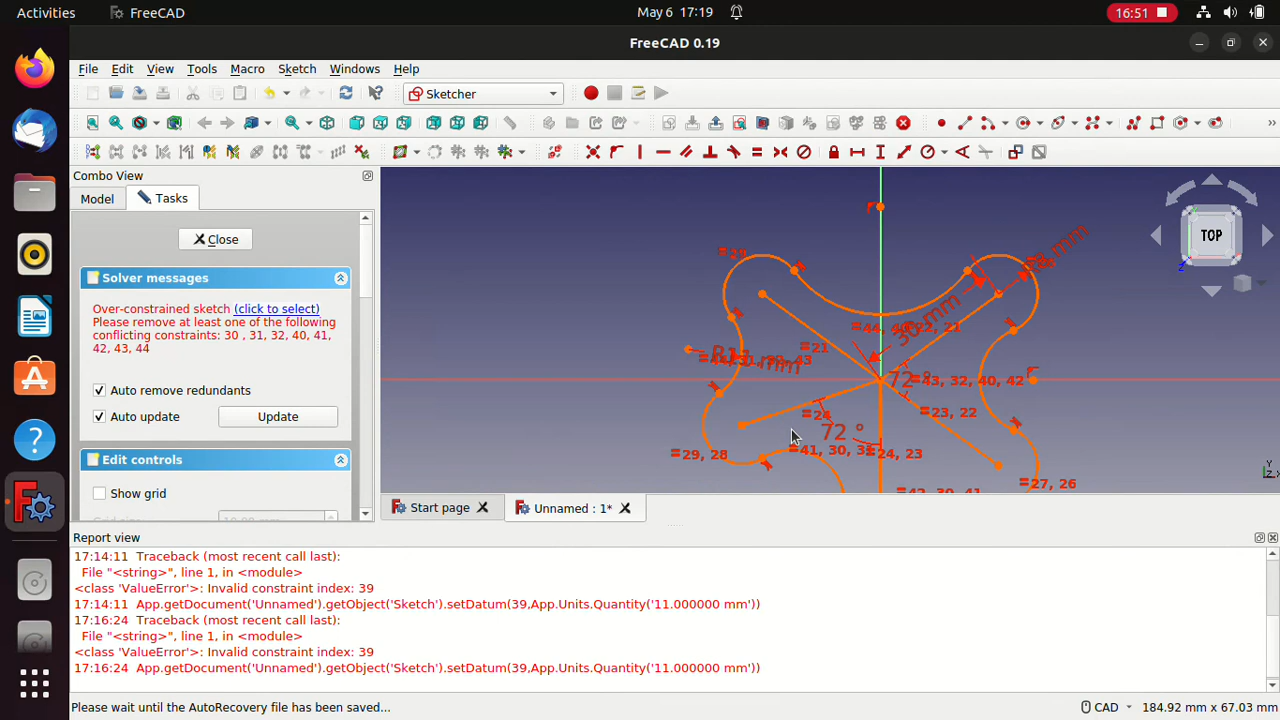 Activities
FreeCAD
May 6 17:19
16:51
FreeCAD 0.19
File Edit View Tools Macro Sketch Windows Help
Sketcher
Combo View
Model
Tasks
Close
Solver messages
Over-constrained sketch (click to select)
Please remove at least one of the following
conflicting constraints: 30 , 31, 32, 40, 41,
42, 43, 44
Auto remove redundants
Auto update
Update
Edit controls
Show grid
TOP
Z
Y
=21
72 °
=43, 32, 40, 42
=23, 22
=24
72 °
=24, 23
=29, 28
=27, 26
Start page
Unnamed : 1*
Report view
17:14:11 Traceback (most recent call last):
File "<string>", line 1, in <module>
<class 'ValueError'>: Invalid constraint index: 39
17:14:11 App.getDocument('Unnamed').getObject('Sketch').setDatum(39,App.Units.Quantity('11.000000 mm'))
17:16:24 Traceback (most recent call last):
File "<string>", line 1, in <module>
<class 'ValueError'>: Invalid constraint index: 39
17:16:24 App.getDocument('Unnamed').getObject('Sketch').setDatum(39,App.Units.Quantity('11.000000 mm'))
Please wait until the AutoRecovery file has been saved...
CAD
184.92 mm x 67.03 mm